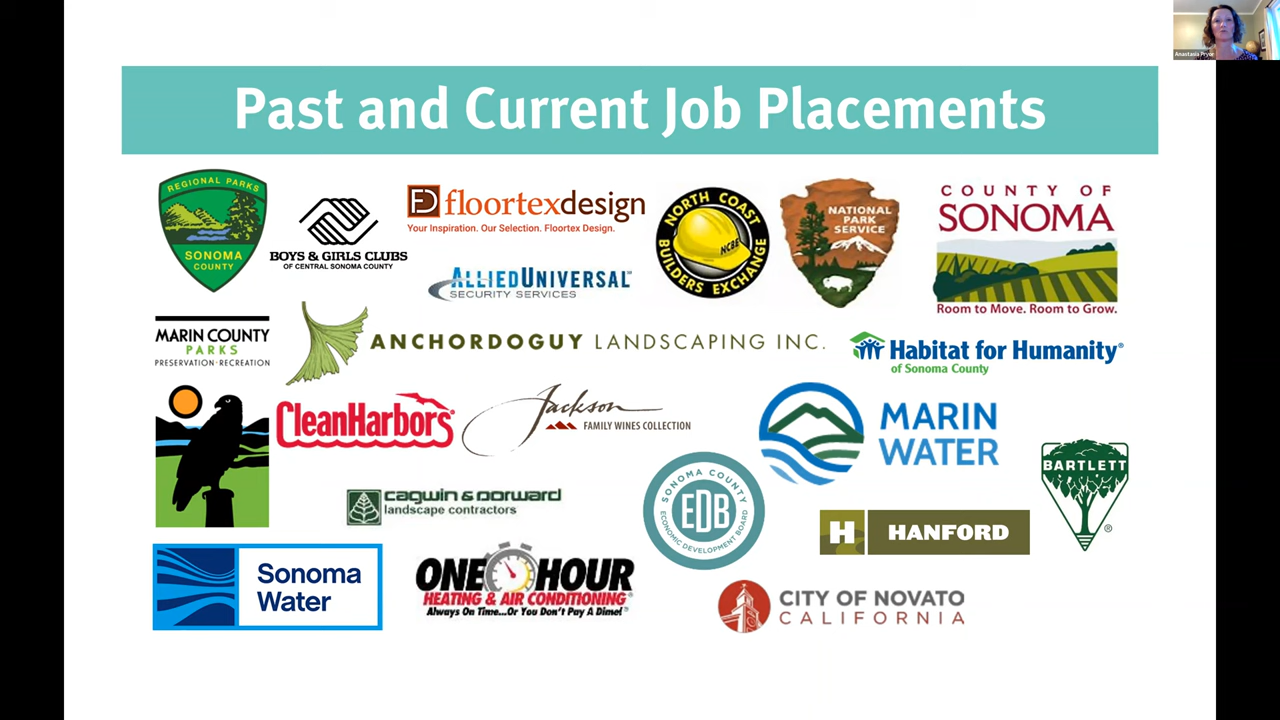 Anastasia Pryor
Past and Current Job Placements
REGIONAL PARKS
SONOMA
COUNTY
BOYS & GIRLS CLUBS
OF CENTRAL SONOMA COUNTY
FD floortexdesign
Your Inspiration. Our Selection. Floortex Design.
ALLIEDUNIVERSAL
SECURITY SERVICES
NORTH COAST
NCBE
BUILDERS EXCHANGE
NATIONAL
PARK
SERVICE
COUNTY OF
SONOMA
Room to Move. Room to Grow.
MARIN COUNTY
PARKS
PRESERVATION·RECREATION
ANCHORDOGUY LANDSCAPING INC.
Habitat for Humanity®
of Sonoma County
CleanHarbors®
Jackson
FAMILY WINES COLLECTION
MARIN
WATER
BARTLETT
®
cagwin & dorward
landscape contractors
SONOMA COUNTY
EDB
ECONOMIC DEVELOPMENT BOARD
H HANFORD
Sonoma
Water
ONE HOUR
HEATING & AIR CONDITIONING®
Always On Time...Or You Don't Pay A Dime!®
CITY OF NOVATO
CALIFORNIA